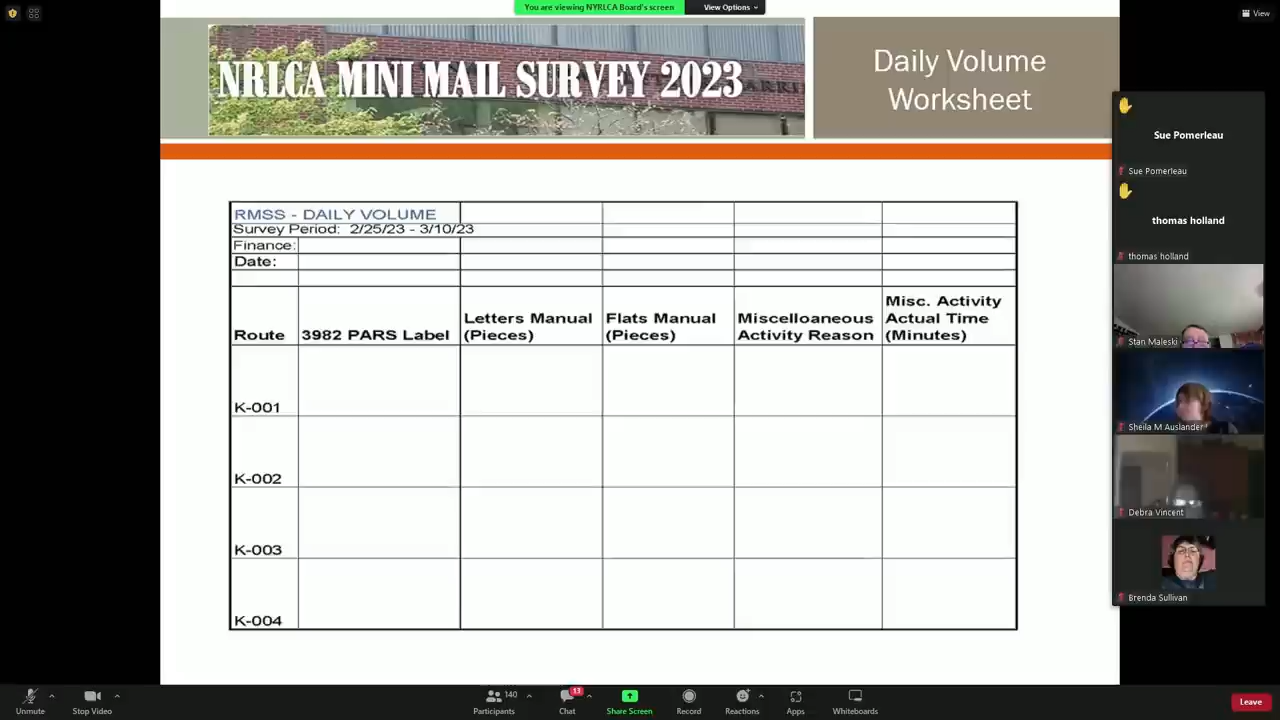 You are viewing NYRLCA Board's screen
View Options
View
NRLCA MINI MAIL SURVEY 2023
Daily Volume
Worksheet
RMSS - DAILY VOLUME
Survey Period: 2/25/23 - 3/10/23
Finance:
Date:
Route
3982 PARS Label
Letters Manual
(Pieces)
Flats Manual
(Pieces)
Miscelloaneous
Activity Reason
Misc. Activity
Actual Time
(Minutes)
K-001
K-002
K-003
K-004
Sue Pomerleau
Sue Pomerleau
thomas holland
thomas holland
Stan Maleski
Sheila M Auslander
Debra Vincent
Brenda Sullivan
Unmute
Stop Video
140
Participants
13
Chat
Share Screen
Record
Reactions
Apps
Whiteboards
Leave